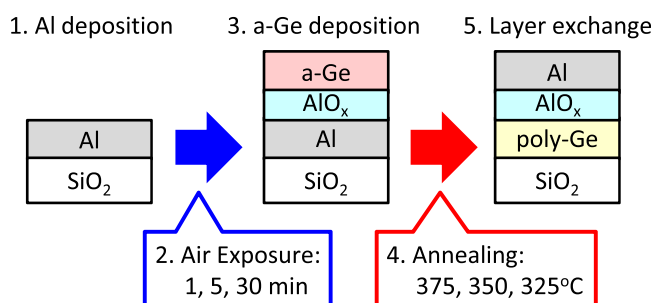 1. Al deposition
Al
SiO₂
2. Air Exposure:
1, 5, 30 min
3. a-Ge deposition
a-Ge
AlOₓ
Al
SiO₂
4. Annealing:
375, 350, 325ºC
5. Layer exchange
Al
AlOₓ
poly-Ge
SiO₂